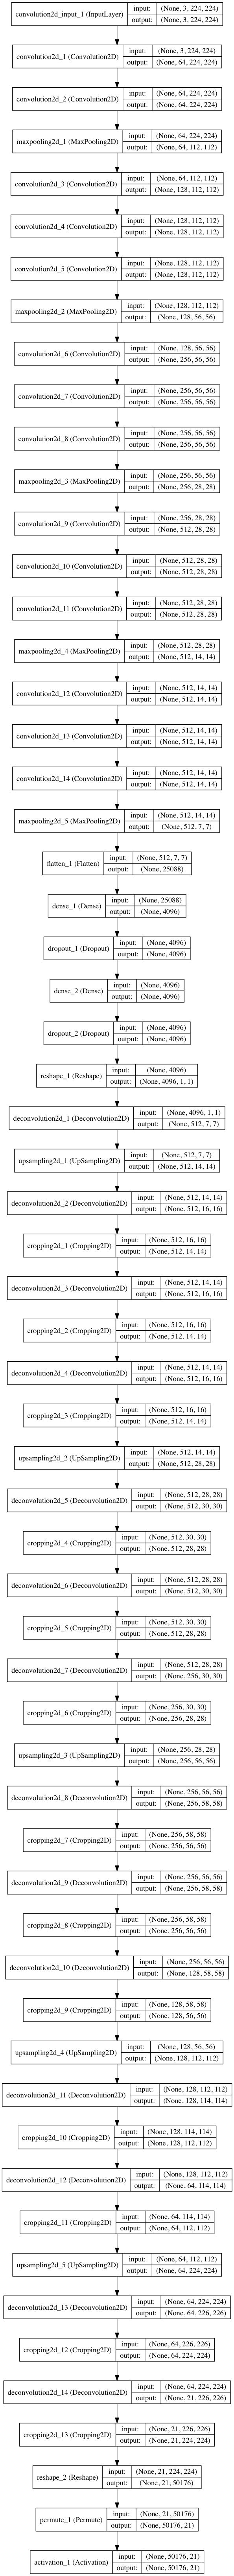 convolution2d_input_1 (InputLayer)
input: (None, 3, 224, 224)
output: (None, 3, 224, 224)
convolution2d_1 (Convolution2D)
input: (None, 3, 224, 224)
output: (None, 64, 224, 224)
convolution2d_2 (Convolution2D)
input: (None, 64, 224, 224)
output: (None, 64, 224, 224)
maxpooling2d_1 (MaxPooling2D)
input: (None, 64, 224, 224)
output: (None, 64, 112, 112)
convolution2d_3 (Convolution2D)
input: (None, 64, 112, 112)
output: (None, 128, 112, 112)
convolution2d_4 (Convolution2D)
input: (None, 128, 112, 112)
output: (None, 128, 112, 112)
convolution2d_5 (Convolution2D)
input: (None, 128, 112, 112)
output: (None, 128, 112, 112)
maxpooling2d_2 (MaxPooling2D)
input: (None, 128, 112, 112)
output: (None, 128, 56, 56)
convolution2d_6 (Convolution2D)
input: (None, 128, 56, 56)
output: (None, 256, 56, 56)
convolution2d_7 (Convolution2D)
input: (None, 256, 56, 56)
output: (None, 256, 56, 56)
convolution2d_8 (Convolution2D)
input: (None, 256, 56, 56)
output: (None, 256, 56, 56)
maxpooling2d_3 (MaxPooling2D)
input: (None, 256, 56, 56)
output: (None, 256, 28, 28)
convolution2d_9 (Convolution2D)
input: (None, 256, 28, 28)
output: (None, 512, 28, 28)
convolution2d_10 (Convolution2D)
input: (None, 512, 28, 28)
output: (None, 512, 28, 28)
convolution2d_11 (Convolution2D)
input: (None, 512, 28, 28)
output: (None, 512, 28, 28)
maxpooling2d_4 (MaxPooling2D)
input: (None, 512, 28, 28)
output: (None, 512, 14, 14)
convolution2d_12 (Convolution2D)
input: (None, 512, 14, 14)
output: (None, 512, 14, 14)
convolution2d_13 (Convolution2D)
input: (None, 512, 14, 14)
output: (None, 512, 14, 14)
convolution2d_14 (Convolution2D)
input: (None, 512, 14, 14)
output: (None, 512, 14, 14)
maxpooling2d_5 (MaxPooling2D)
input: (None, 512, 14, 14)
output: (None, 512, 7, 7)
flatten_1 (Flatten)
input: (None, 512, 7, 7)
output: (None, 25088)
dense_1 (Dense)
input: (None, 25088)
output: (None, 4096)
dropout_1 (Dropout)
input: (None, 4096)
output: (None, 4096)
dense_2 (Dense)
input: (None, 4096)
output: (None, 4096)
dropout_2 (Dropout)
input: (None, 4096)
output: (None, 4096)
reshape_1 (Reshape)
input: (None, 4096)
output: (None, 4096, 1, 1)
deconvolution2d_1 (Deconvolution2D)
input: (None, 4096, 1, 1)
output: (None, 512, 7, 7)
upsampling2d_1 (UpSampling2D)
input: (None, 512, 7, 7)
output: (None, 512, 14, 14)
deconvolution2d_2 (Deconvolution2D)
input: (None, 512, 14, 14)
output: (None, 512, 16, 16)
cropping2d_1 (Cropping2D)
input: (None, 512, 16, 16)
output: (None, 512, 14, 14)
deconvolution2d_3 (Deconvolution2D)
input: (None, 512, 14, 14)
output: (None, 512, 16, 16)
cropping2d_2 (Cropping2D)
input: (None, 512, 16, 16)
output: (None, 512, 14, 14)
deconvolution2d_4 (Deconvolution2D)
input: (None, 512, 14, 14)
output: (None, 512, 16, 16)
cropping2d_3 (Cropping2D)
input: (None, 512, 16, 16)
output: (None, 512, 14, 14)
upsampling2d_2 (UpSampling2D)
input: (None, 512, 14, 14)
output: (None, 512, 28, 28)
deconvolution2d_5 (Deconvolution2D)
input: (None, 512, 28, 28)
output: (None, 512, 30, 30)
cropping2d_4 (Cropping2D)
input: (None, 512, 30, 30)
output: (None, 512, 28, 28)
deconvolution2d_6 (Deconvolution2D)
input: (None, 512, 28, 28)
output: (None, 512, 30, 30)
cropping2d_5 (Cropping2D)
input: (None, 512, 30, 30)
output: (None, 512, 28, 28)
deconvolution2d_7 (Deconvolution2D)
input: (None, 512, 28, 28)
output: (None, 256, 30, 30)
cropping2d_6 (Cropping2D)
input: (None, 256, 30, 30)
output: (None, 256, 28, 28)
upsampling2d_3 (UpSampling2D)
input: (None, 256, 28, 28)
output: (None, 256, 56, 56)
deconvolution2d_8 (Deconvolution2D)
input: (None, 256, 56, 56)
output: (None, 256, 58, 58)
cropping2d_7 (Cropping2D)
input: (None, 256, 58, 58)
output: (None, 256, 56, 56)
deconvolution2d_9 (Deconvolution2D)
input: (None, 256, 56, 56)
output: (None, 256, 58, 58)
cropping2d_8 (Cropping2D)
input: (None, 256, 58, 58)
output: (None, 256, 56, 56)
deconvolution2d_10 (Deconvolution2D)
input: (None, 256, 56, 56)
output: (None, 128, 58, 58)
cropping2d_9 (Cropping2D)
input: (None, 128, 58, 58)
output: (None, 128, 56, 56)
upsampling2d_4 (UpSampling2D)
input: (None, 128, 56, 56)
output: (None, 128, 112, 112)
deconvolution2d_11 (Deconvolution2D)
input: (None, 128, 112, 112)
output: (None, 128, 114, 114)
cropping2d_10 (Cropping2D)
input: (None, 128, 114, 114)
output: (None, 128, 112, 112)
deconvolution2d_12 (Deconvolution2D)
input: (None, 128, 112, 112)
output: (None, 64, 114, 114)
cropping2d_11 (Cropping2D)
input: (None, 64, 114, 114)
output: (None, 64, 112, 112)
upsampling2d_5 (UpSampling2D)
input: (None, 64, 112, 112)
output: (None, 64, 224, 224)
deconvolution2d_13 (Deconvolution2D)
input: (None, 64, 224, 224)
output: (None, 64, 226, 226)
cropping2d_12 (Cropping2D)
input: (None, 64, 226, 226)
output: (None, 64, 224, 224)
deconvolution2d_14 (Deconvolution2D)
input: (None, 64, 224, 224)
output: (None, 21, 226, 226)
cropping2d_13 (Cropping2D)
input: (None, 21, 226, 226)
output: (None, 21, 224, 224)
reshape_2 (Reshape)
input: (None, 21, 224, 224)
output: (None, 21, 50176)
permute_1 (Permute)
input: (None, 21, 50176)
output: (None, 50176, 21)
activation_1 (Activation)
input: (None, 50176, 21)
output: (None, 50176, 21)